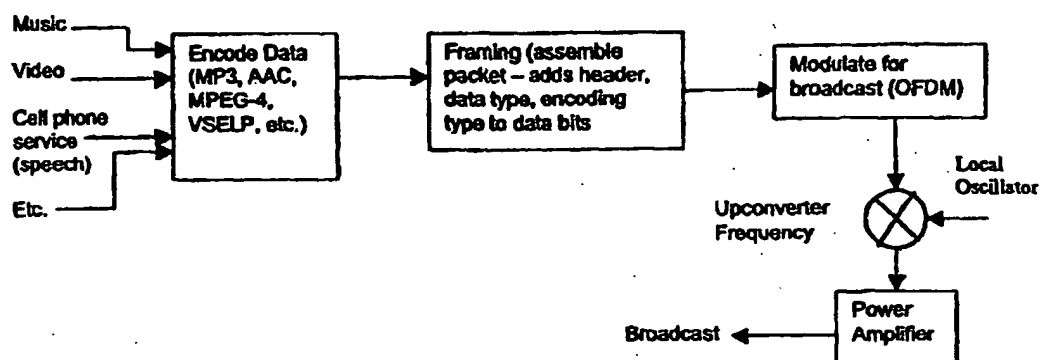 Music
Video
Cell phone
service
(speech)
Etc.
Encode Data
(MP3, AAC,
MPEG-4,
VSELP, etc.)
Framing (assemble
packet – adds header,
data type, encoding
type to data bits
Modulate for
broadcast (OFDM)
Local
Oscillator
Upconverter
Frequency
Power
Amplifier
Broadcast